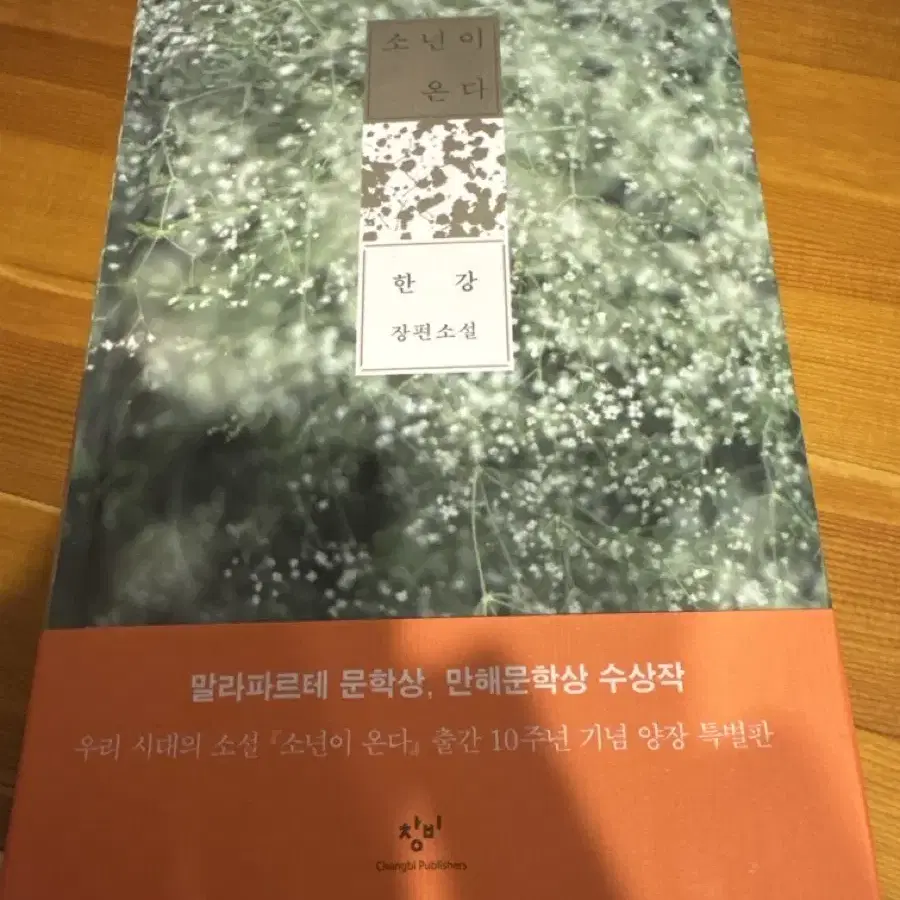 소년이
온다
한 강
장편소설
말라파르테 문학상, 만해문학상 수상작
우리 시대의 소설 『소년이 온다』 출간 10주년 기념 양장 특별판
창비
Changbi Publishers